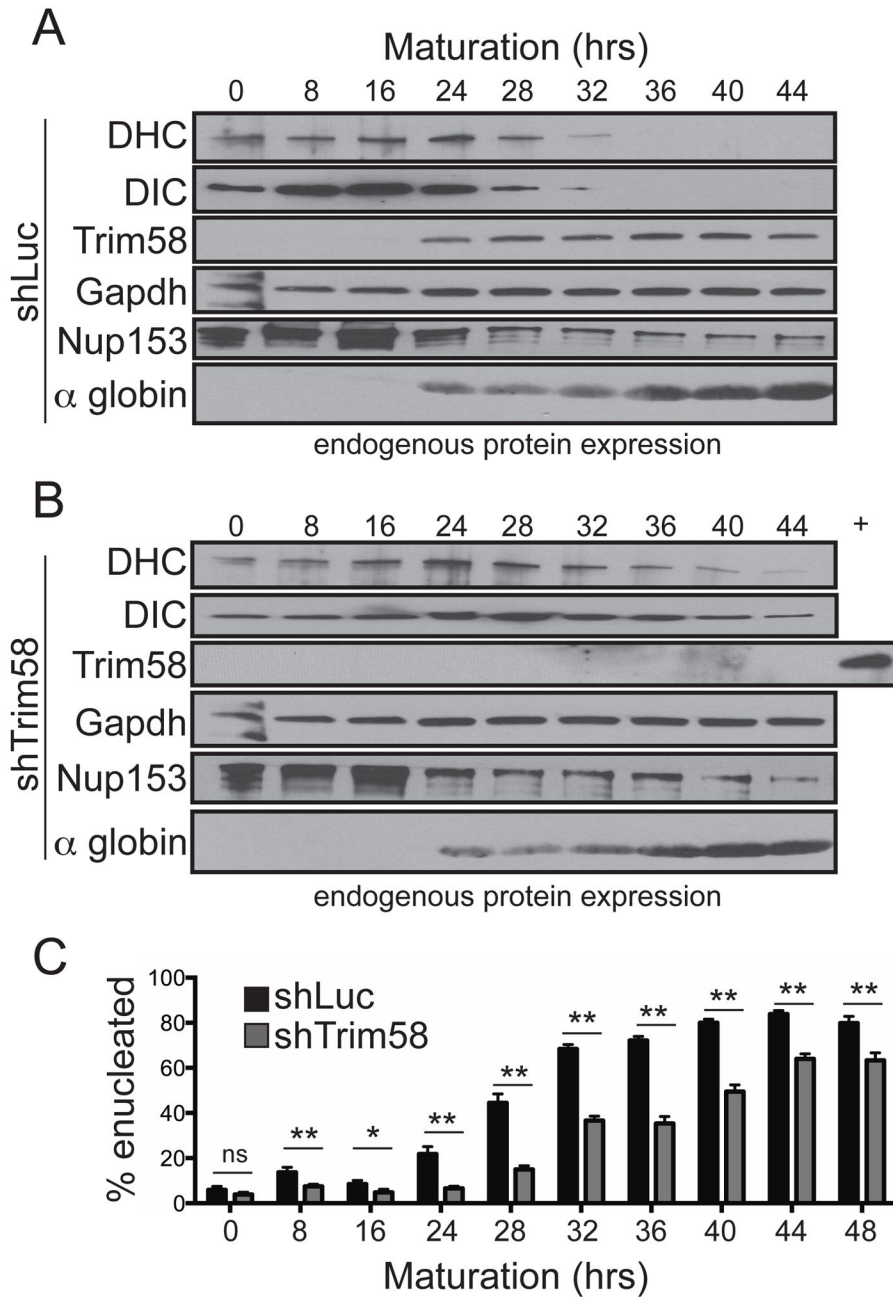 A
Maturation (hrs)
0 8 16 24 28 32 36 40 44
shLuc
DHC
DIC
Trim58
Gapdh
Nup153
α globin
endogenous protein expression
B
0 8 16 24 28 32 36 40 44 +
shTrim58
DHC
DIC
Trim58
Gapdh
Nup153
α globin
endogenous protein expression
C
% enucleated
100
80
60
40
20
0
shLuc
shTrim58
ns ** * ** ** ** ** ** ** **
0 8 16 24 28 32 36 40 44 48
Maturation (hrs)